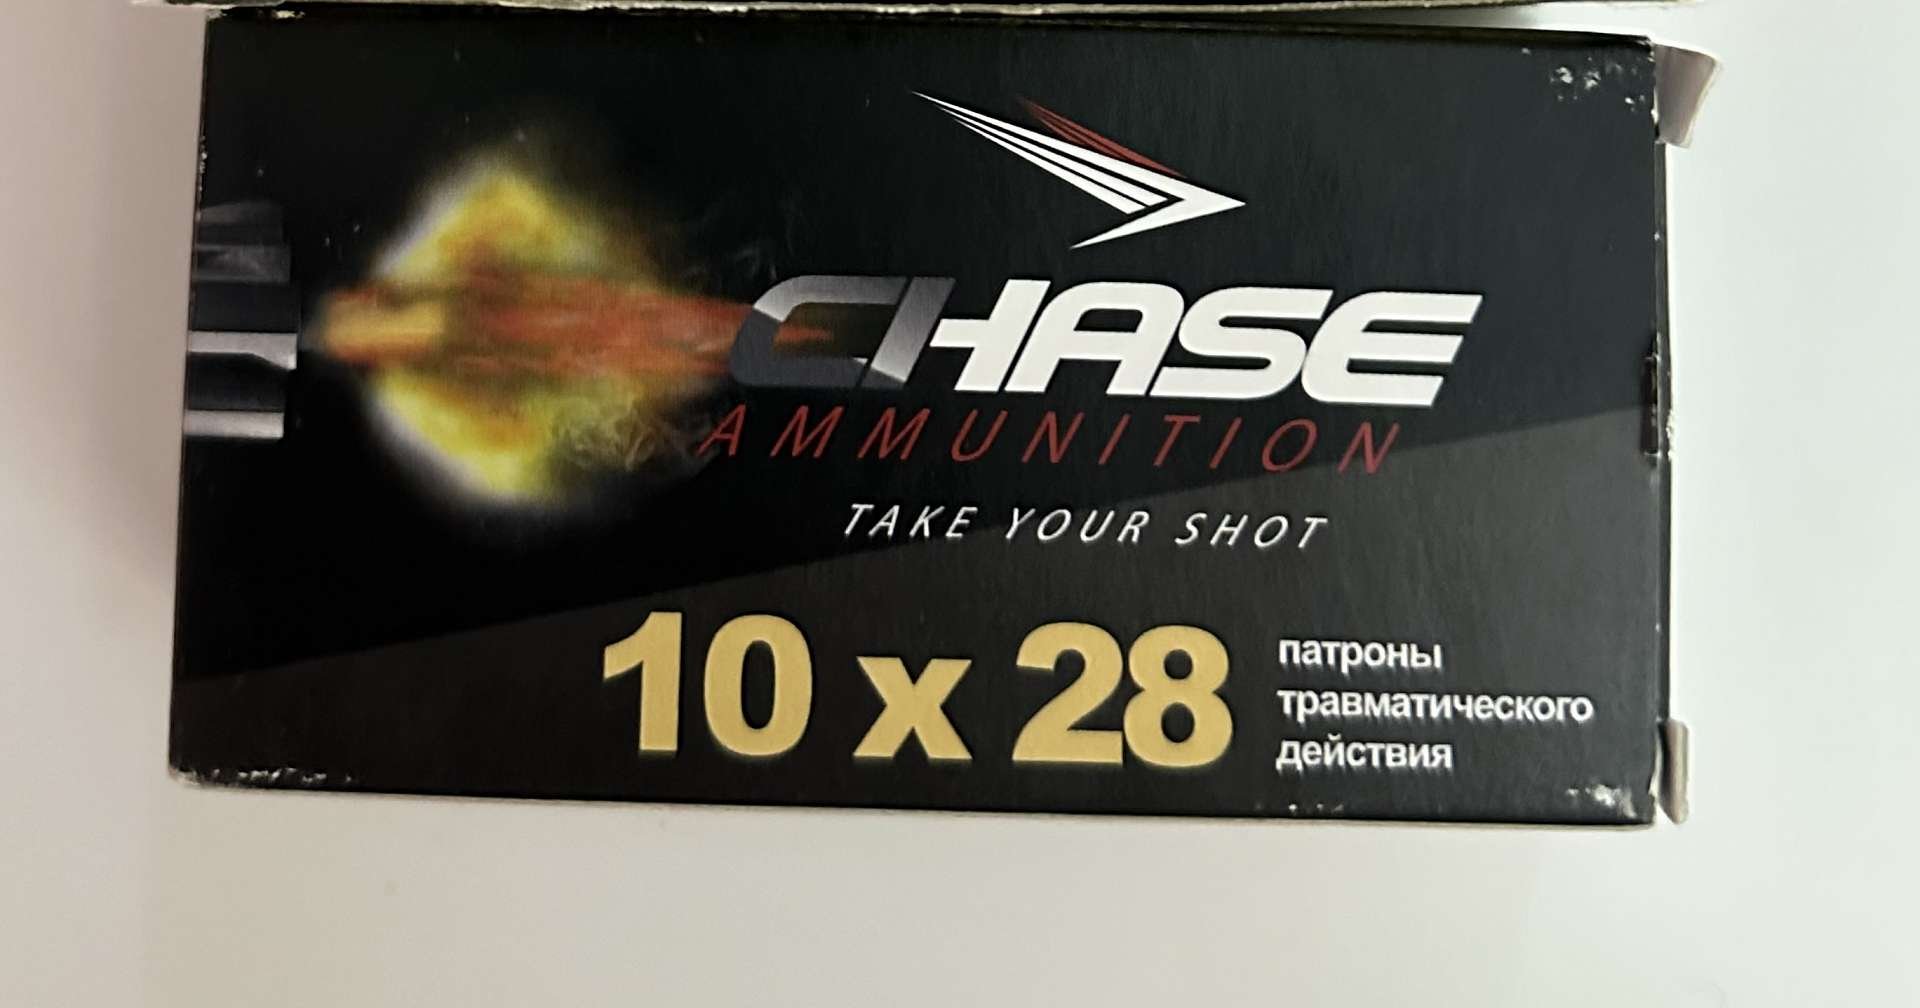 CHASE
AMMUNITION
TAKE YOUR SHOT
10 x 28
патроны
травматического
действия